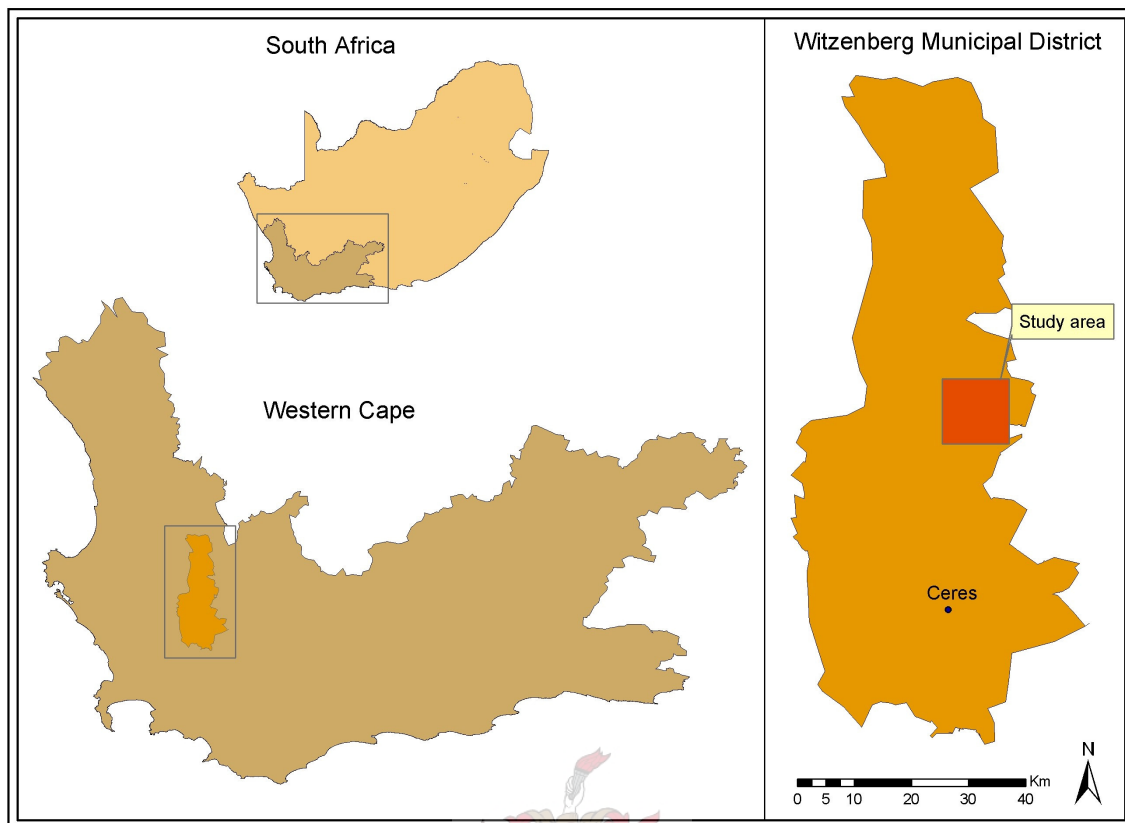 South Africa
Western Cape
Witzenberg Municipal District
Study area
Ceres
N
Km
0 5 10 20 30 40